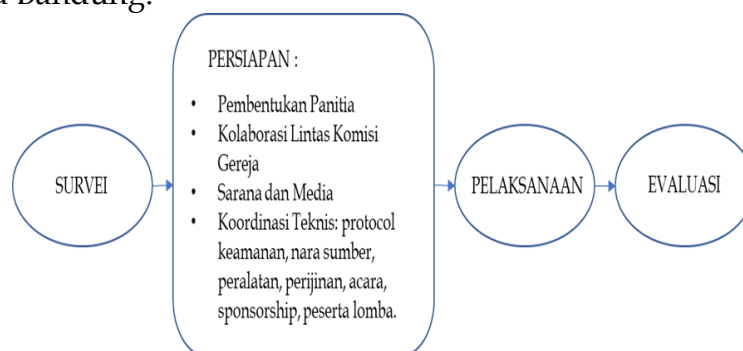 Bandung.
PERSIAPAN :
• Pembentukan Panitia
• Kolaborasi Lintas Komisi
Gereja
• Sarana dan Media
• Koordinasi Teknis: protocol
keamanan, nara sumber,
peralatan, perijinan, acara,
sponsorship, peserta lomba.
SURVEI
PELAKSANAAN
EVALUASI